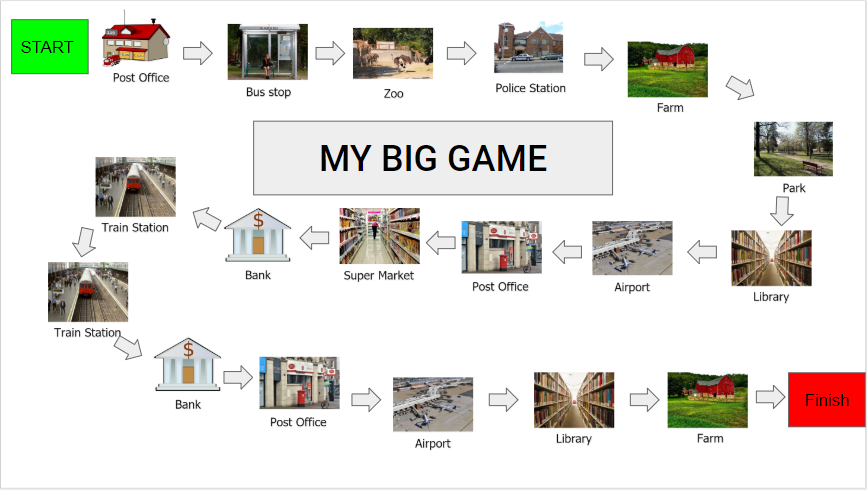 START
Post Office
Bus stop
Zoo
Police Station
Farm
MY BIG GAME
Park
Library
Airport
Post Office
Super Market
Bank
Train Station
Train Station
Bank
Post Office
Airport
Library
Farm
Finish